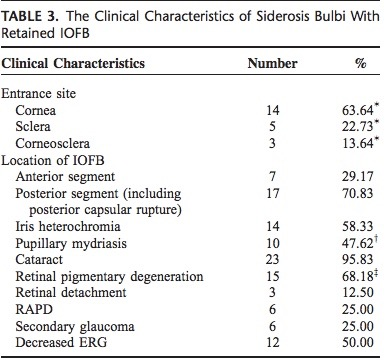 TABLE 3. The Clinical Characteristics of Siderosis Bulbi With
Retained IOFB
Clinical Characteristics Number %
Entrance site
Cornea 14 63.64*
Sclera 5 22.73*
Corneosclera 3 13.64*
Location of IOFB
Anterior segment 7 29.17
Posterior segment (including 17 70.83
posterior capsular rupture)
Iris heterochromia 14 58.33
Pupillary mydriasis 10 47.62†
Cataract 23 95.83
Retinal pigmentary degeneration 15 68.18‡
Retinal detachment 3 12.50
RAPD 6 25.00
Secondary glaucoma 6 25.00
Decreased ERG 12 50.00